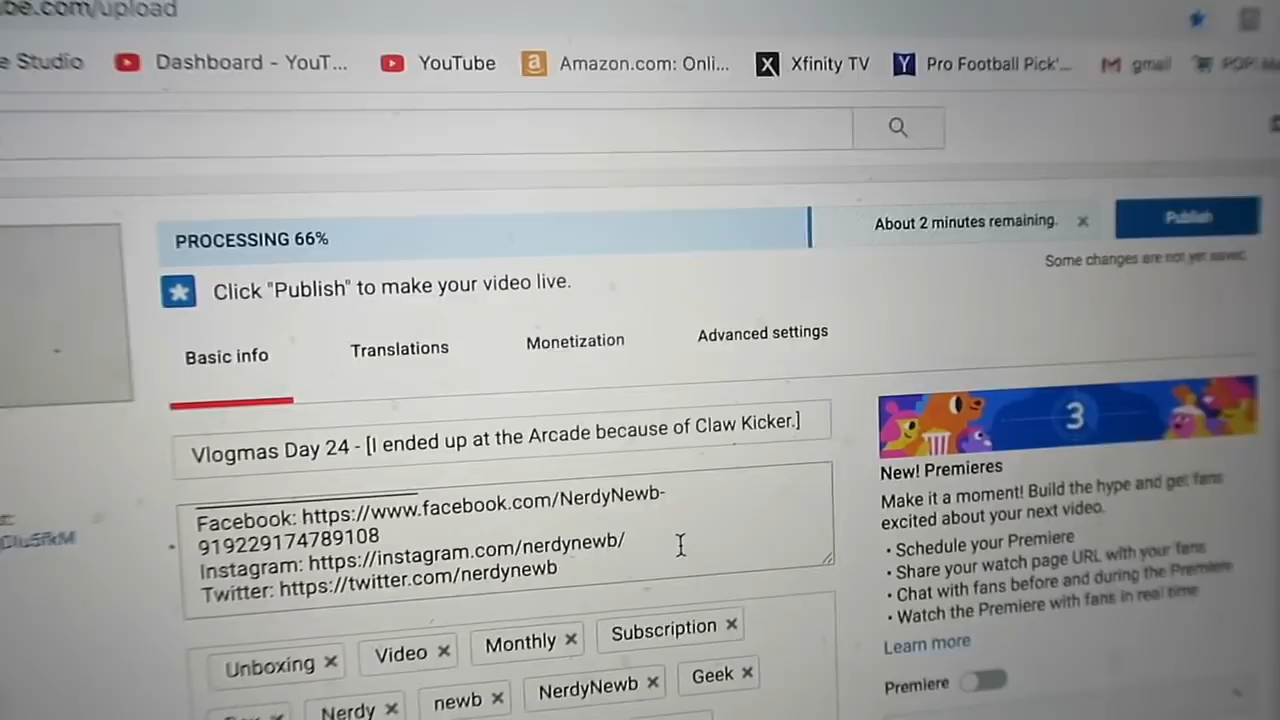 be.com/upload
e Studio Dashboard - YouT... YouTube Amazon.com: Onli... Xfinity TV Pro Football Pick'... gmail POP!
PROCESSING 66% About 2 minutes remaining. × Publish
Some changes are not yet saved.
Click "Publish" to make your video live.
Basic info Translations Monetization Advanced settings
Vlogmas Day 24 - [I ended up at the Arcade because of Claw Kicker.]
3
New! Premieres
Make it a moment! Build the hype and get fans
excited about your next video.
• Schedule your Premiere
• Share your watch page URL with your fans
• Chat with fans before and during the Premiere
• Watch the Premiere with fans in real time
Learn more
Premiere
Facebook: https://www.facebook.com/NerdyNewb-
919229174789108
Instagram: https://instagram.com/nerdynewb/
Twitter: https://twitter.com/nerdynewb
Unboxing × Video × Monthly × Subscription ×
Nerdy × newb × NerdyNewb × Geek ×